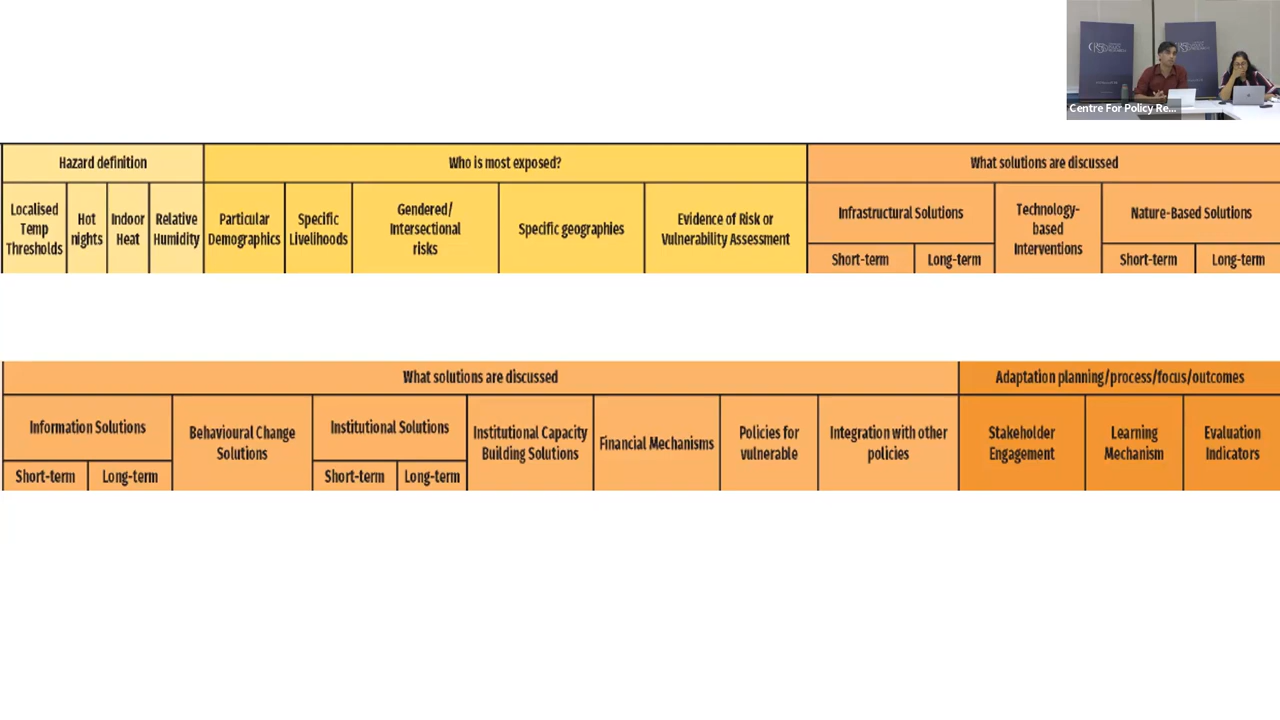 Centre For Policy Re...
Hazard definition
Who is most exposed?
What solutions are discussed
Localised
Temp
Thresholds
Hot
nights
Indoor
Heat
Relative
Humidity
Particular
Demographics
Specific
Livelihoods
Gendered/
Intersectional
risks
Specific geographies
Evidence of Risk or
Vulnerability Assessment
Infrastructural Solutions
Short-term
Long-term
Technology-
based
Interventions
Nature-Based Solutions
Short-term
Long-term
What solutions are discussed
Adaptation planning/process/focus/outcomes
Information Solutions
Short-term
Long-term
Behavioural Change
Solutions
Institutional Solutions
Short-term
Long-term
Institutional Capacity
Building Solutions
Financial Mechanisms
Policies for
vulnerable
Integration with other
policies
Stakeholder
Engagement
Learning
Mechanism
Evaluation
Indicators